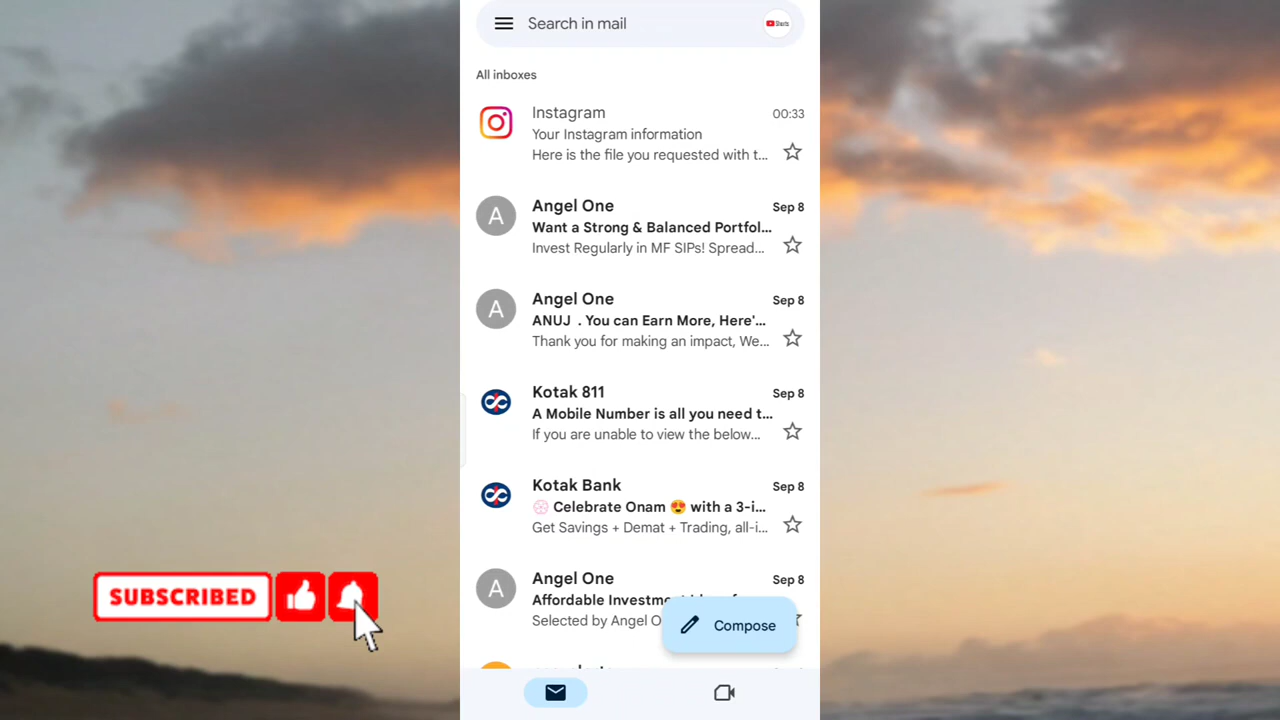 Search in mail
Shorts
All inboxes
Instagram 00:33
Your Instagram information
Here is the file you requested with t...
A
Angel One Sep 8
Want a Strong & Balanced Portfol...
Invest Regularly in MF SIPs! Spread...
A
Angel One Sep 8
ANUJ . You can Earn More, Here'...
Thank you for making an impact, We...
Kotak 811 Sep 8
A Mobile Number is all you need t...
If you are unable to view the below...
Kotak Bank Sep 8
💮 Celebrate Onam 😍 with a 3-i...
Get Savings + Demat + Trading, all-i...
A
Angel One Sep 8
Affordable Investme
Selected by Angel O
Compose
SUBSCRIBED